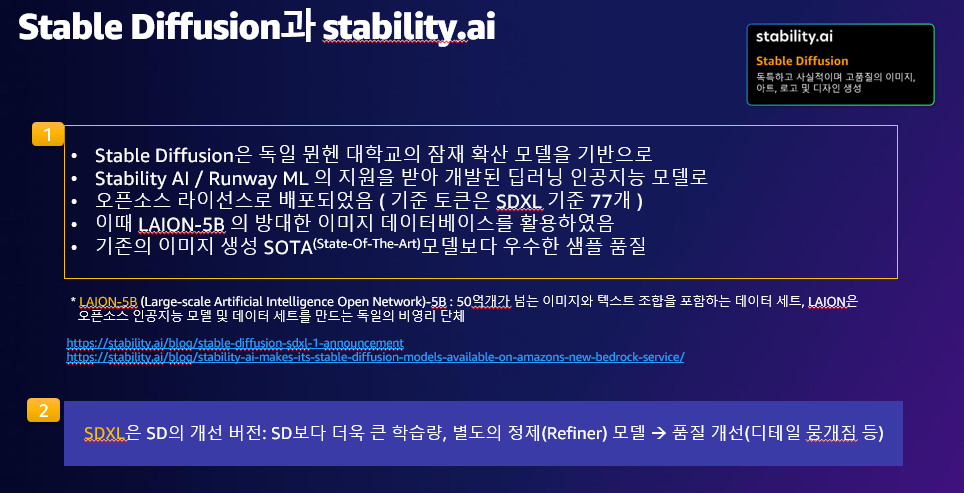 Stable Diffusion과 stability.ai
stability.ai
Stable Diffusion
독특하고 사실적이며 고품질의 이미지,
아트, 로고 및 디자인 생성
1
• Stable Diffusion은 독일 뮌헨 대학교의 잠재 확산 모델을 기반으로
• Stability AI / Runway ML 의 지원을 받아 개발된 딥러닝 인공지능 모델로
• 오픈소스 라이선스로 배포되었음 ( 기준 토큰은 SDXL 기준 77개 )
• 이때 LAION-5B 의 방대한 이미지 데이터베이스를 활용하였음
• 기존의 이미지 생성 SOTA(State-Of-The-Art)모델보다 우수한 샘플 품질
* LAION-5B (Large-scale Artificial Intelligence Open Network)-5B : 50억개가 넘는 이미지와 텍스트 조합을 포함하는 데이터 세트, LAION은
오픈소스 인공지능 모델 및 데이터 세트를 만드는 독일의 비영리 단체
https://stability.ai/blog/stable-diffusion-sdxl-1-announcement
https://stability.ai/blog/stability-ai-makes-its-stable-diffusion-models-available-on-amazons-new-bedrock-service/
2
SDXL은 SD의 개선 버전: SD보다 더욱 큰 학습량, 별도의 정제(Refiner) 모델 → 품질 개선(디테일 뭉개짐 등)